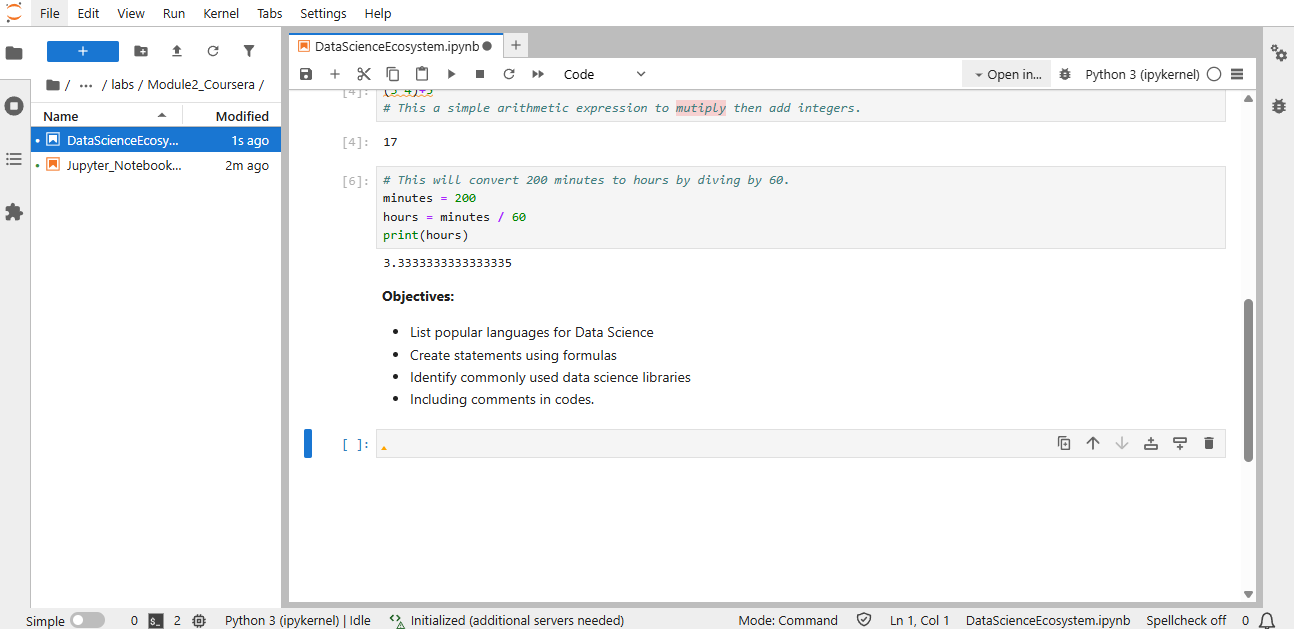 File Edit View Run Kernel Tabs Settings Help
+
/ ... / labs / Module2_Coursera /
Name Modified
DataScienceEcosy... 1s ago
Jupyter_Notebook... 2m ago
DataScienceEcosystem.ipynb
+
Code
Open in...
Python 3 (ipykernel)
# This a simple arithmetic expression to mutiply then add integers.
[4]: 17
[6]: # This will convert 200 minutes to hours by diving by 60.
minutes = 200
hours = minutes / 60
print(hours)
3.3333333333333335
Objectives:
• List popular languages for Data Science
• Create statements using formulas
• Identify commonly used data science libraries
• Including comments in codes.
[ ]:
Simple 0 $_ 2 Python 3 (ipykernel) | Idle Initialized (additional servers needed) Mode: Command Ln 1, Col 1 DataScienceEcosystem.ipynb Spellcheck off 0